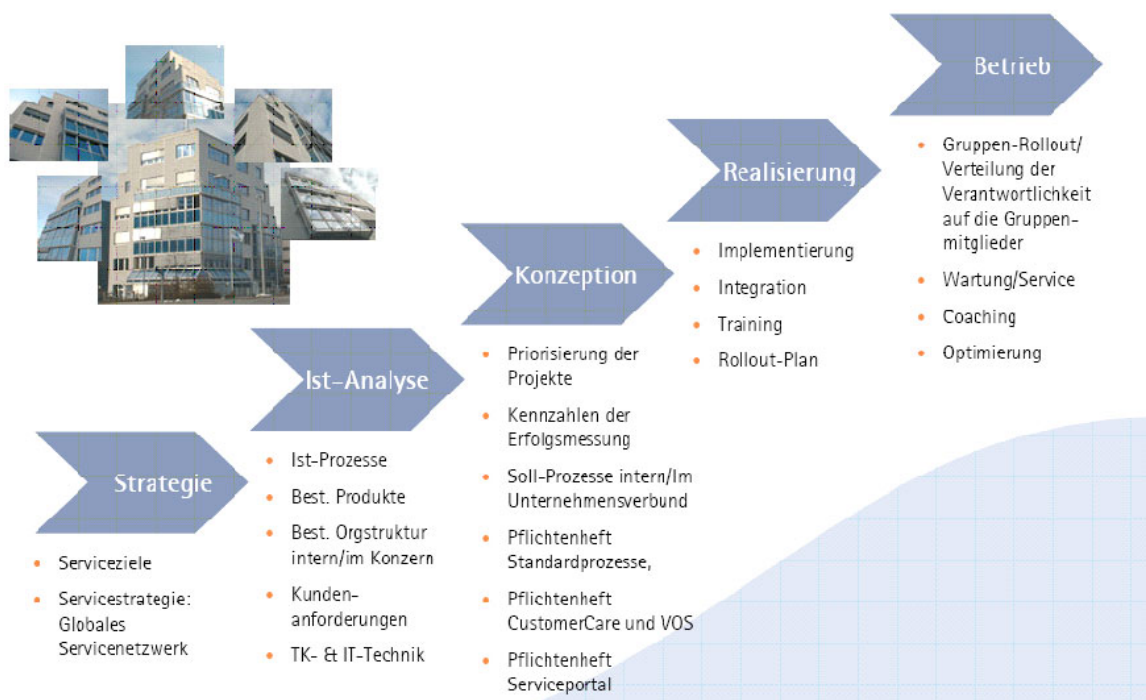 Strategie
Serviceziele
Servicestrategie:
Globales
Servicenetzwerk
Ist-Analyse
Ist-Prozesse
Best. Produkte
Best. Orgstruktur
intern/im Konzern
Kunden-
anforderungen
TK- & IT-Technik
Konzeption
Priorisierung der
Projekte
Kennzahlen der
Erfolgsmessung
Soll-Prozesse intern/Im
Unternehmensverbund
Pflichtenheft
Standardprozesse,
Pflichtenheft
CustomerCare und VOS
Pflichtenheft
Serviceportal
Realisierung
Implementierung
Integration
Training
Rollout-Plan
Betrieb
Gruppen-Rollout/
Verteilung der
Verantwortlichkeit
auf die Gruppen-
mitglieder
Wartung/Service
Coaching
Optimierung